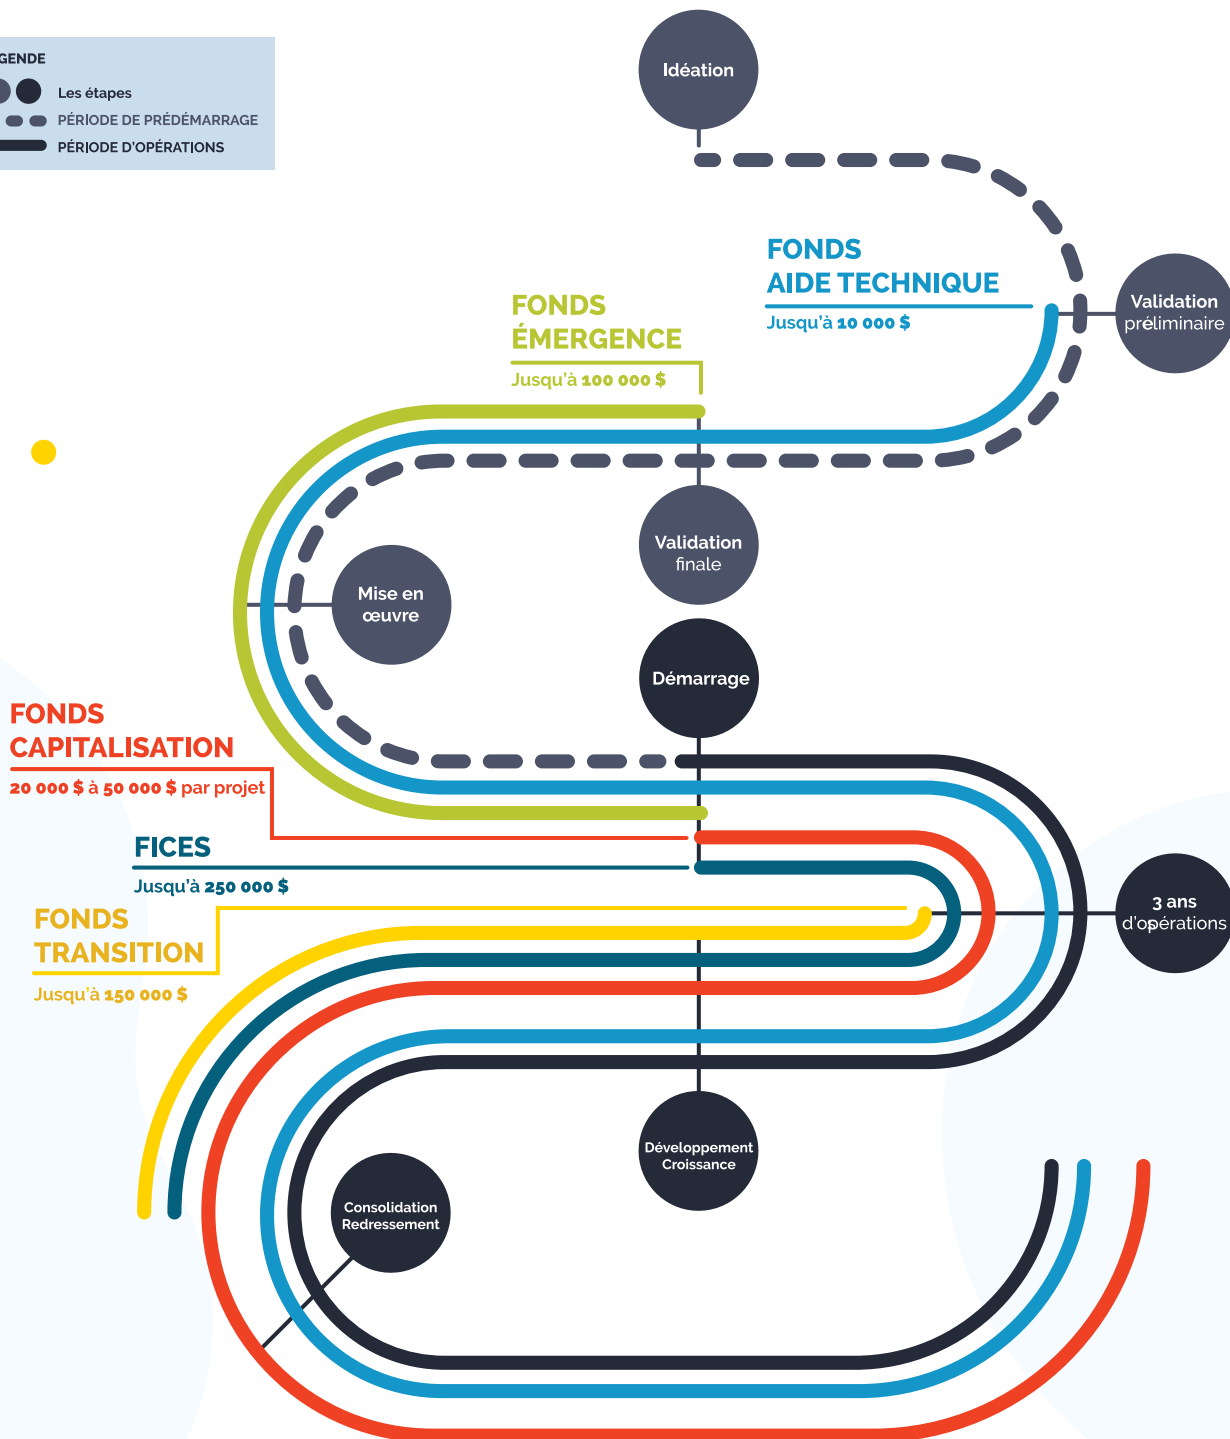 GENDE
Les étapes
PÉRIODE DE PRÉDÉMARRAGE
PÉRIODE D'OPÉRATIONS
Idéation
FONDS
AIDE TECHNIQUE
Jusqu'à 10 000 $
Validation
préliminaire
FONDS
ÉMERGENCE
Jusqu'à 100 000 $
Validation
finale
Mise en
œuvre
Démarrage
FONDS
CAPITALISATION
20 000 $ à 50 000 $ par projet
FICES
Jusqu'à 250 000 $
FONDS
TRANSITION
Jusqu'à 150 000 $
3 ans
d'opérations
Développement
Croissance
Consolidation
Redressement